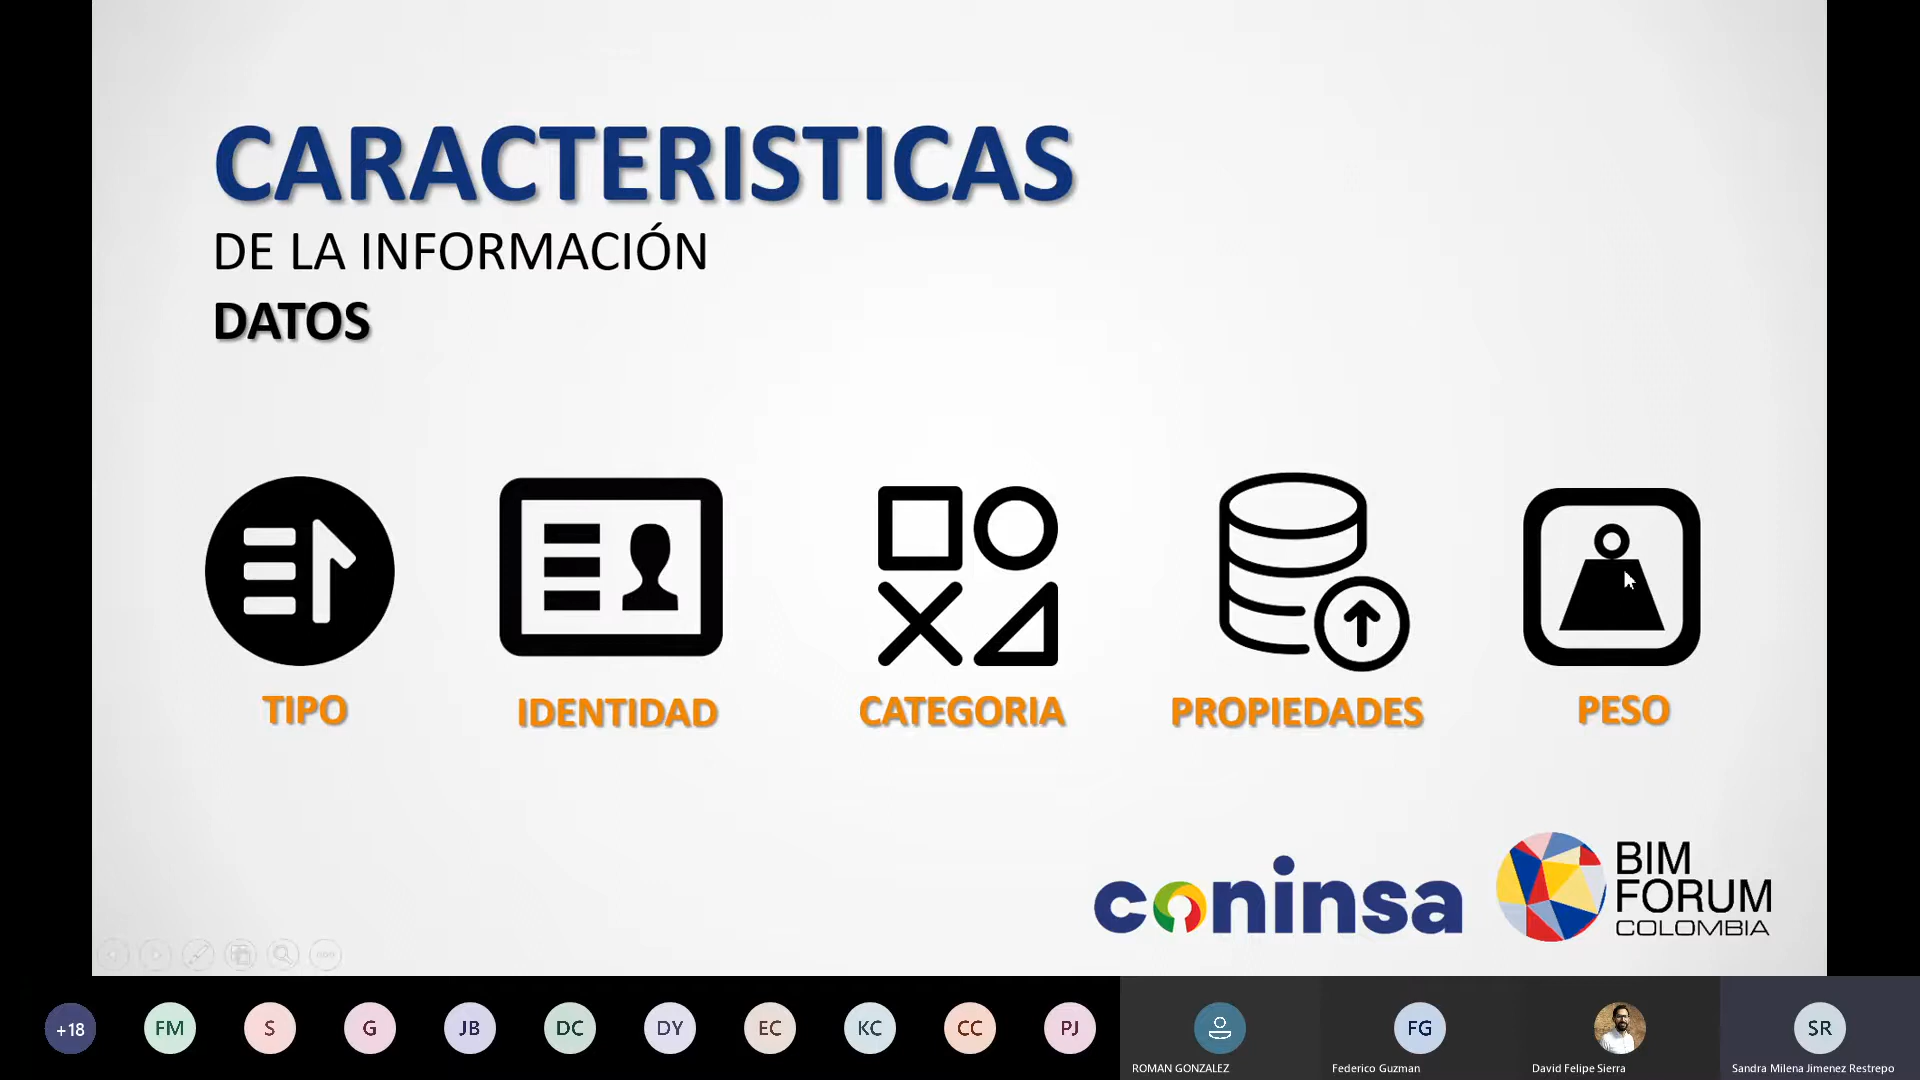 CARACTERISTICAS
DE LA INFORMACIÓN
DATOS
TIPO
IDENTIDAD
CATEGORIA
PROPIEDADES
PESO
coninsa
BIM
FORUM
COLOMBIA
+18
FM
S
G
JB
DC
DY
EC
KC
CC
PJ
FG
SR
ROMAN GONZALEZ
Federico Guzman
David Felipe Sierra
Sandra Milena Jimenez Restrepo